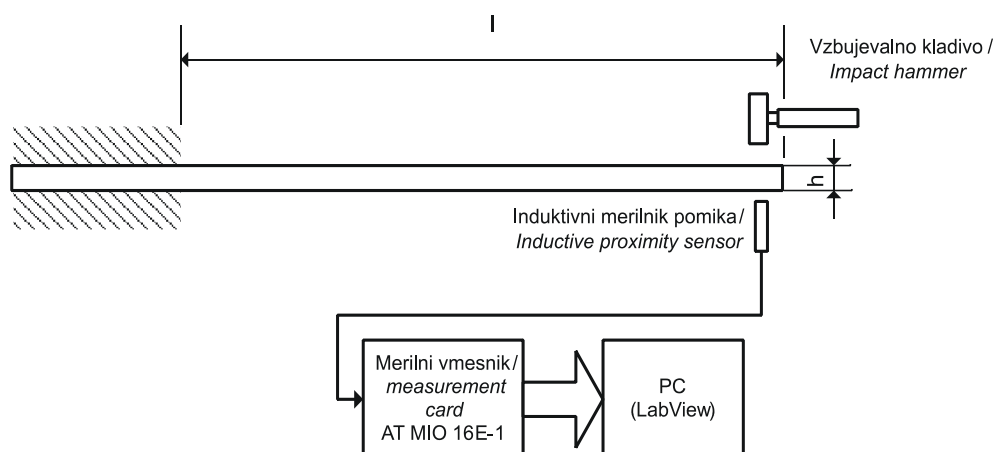 l
Vzbujevalno kladivo /
Impact hammer
h
Induktivni merilnik pomika/
Inductive proximity sensor
Merilni vmesnik/
measurement
card
AT MIO 16E-1
PC
(LabView)